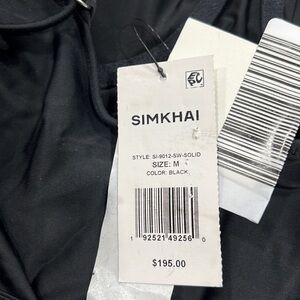 SIMKHAI
STYLE: SI-9012-SW-SOLID
SIZE: M
COLOR: BLACK
1 92521 49256 0
$195.00